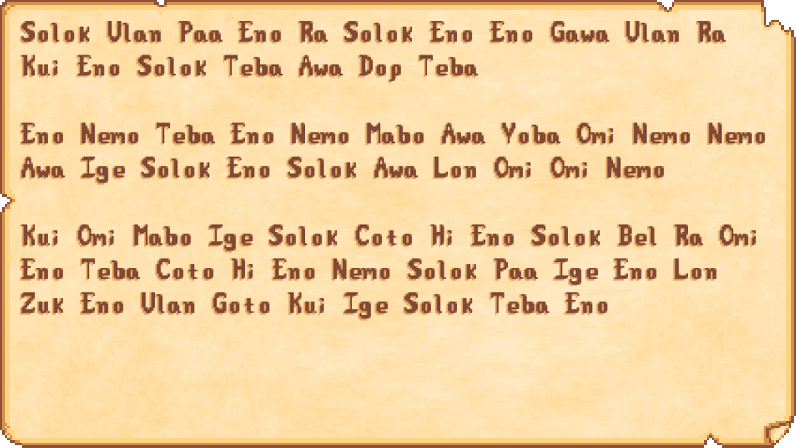 Solok Ulan Paa Eno Ra Solok Eno Eno Gawa Ulan Ra
Kui Eno Solok Teba Awa Dop Teba
Eno Nemo Teba Eno Nemo Mabo Awa Yoba Omi Nemo Nemo
Awa Ige Solok Eno Solok Awa Lon Omi Omi Nemo
Kui Omi Mabo Ige Solok Coto Hi Eno Solok Bel Ra Omi
Eno Teba Coto Hi Eno Nemo Solok Paa Ige Eno Lon
Zuk Eno Ulan Goto Kui Ige Solok Teba Eno